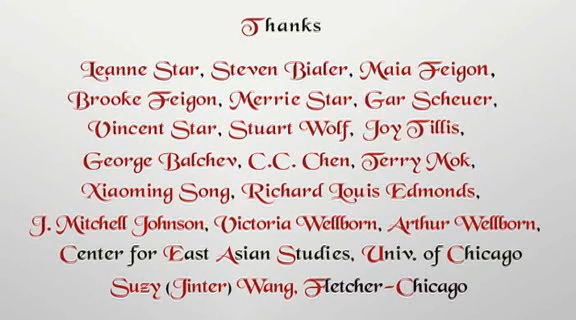 Thanks
Leanne Star, Steven Bialer, Maia Feigon,
Brooke Feigon, Merrie Star, Gar Scheuer,
Vincent Star, Stuart Wolf, Joy Tillis,
George Balchev, C.C. Chen, Terry Mok,
Xiaoming Song, Richard Louis Edmonds,
J. Mitchell Johnson, Victoria Wellborn, Arthur Wellborn,
Center for East Asian Studies, Univ. of Chicago
Suzy (Jinter) Wang, Fletcher-Chicago